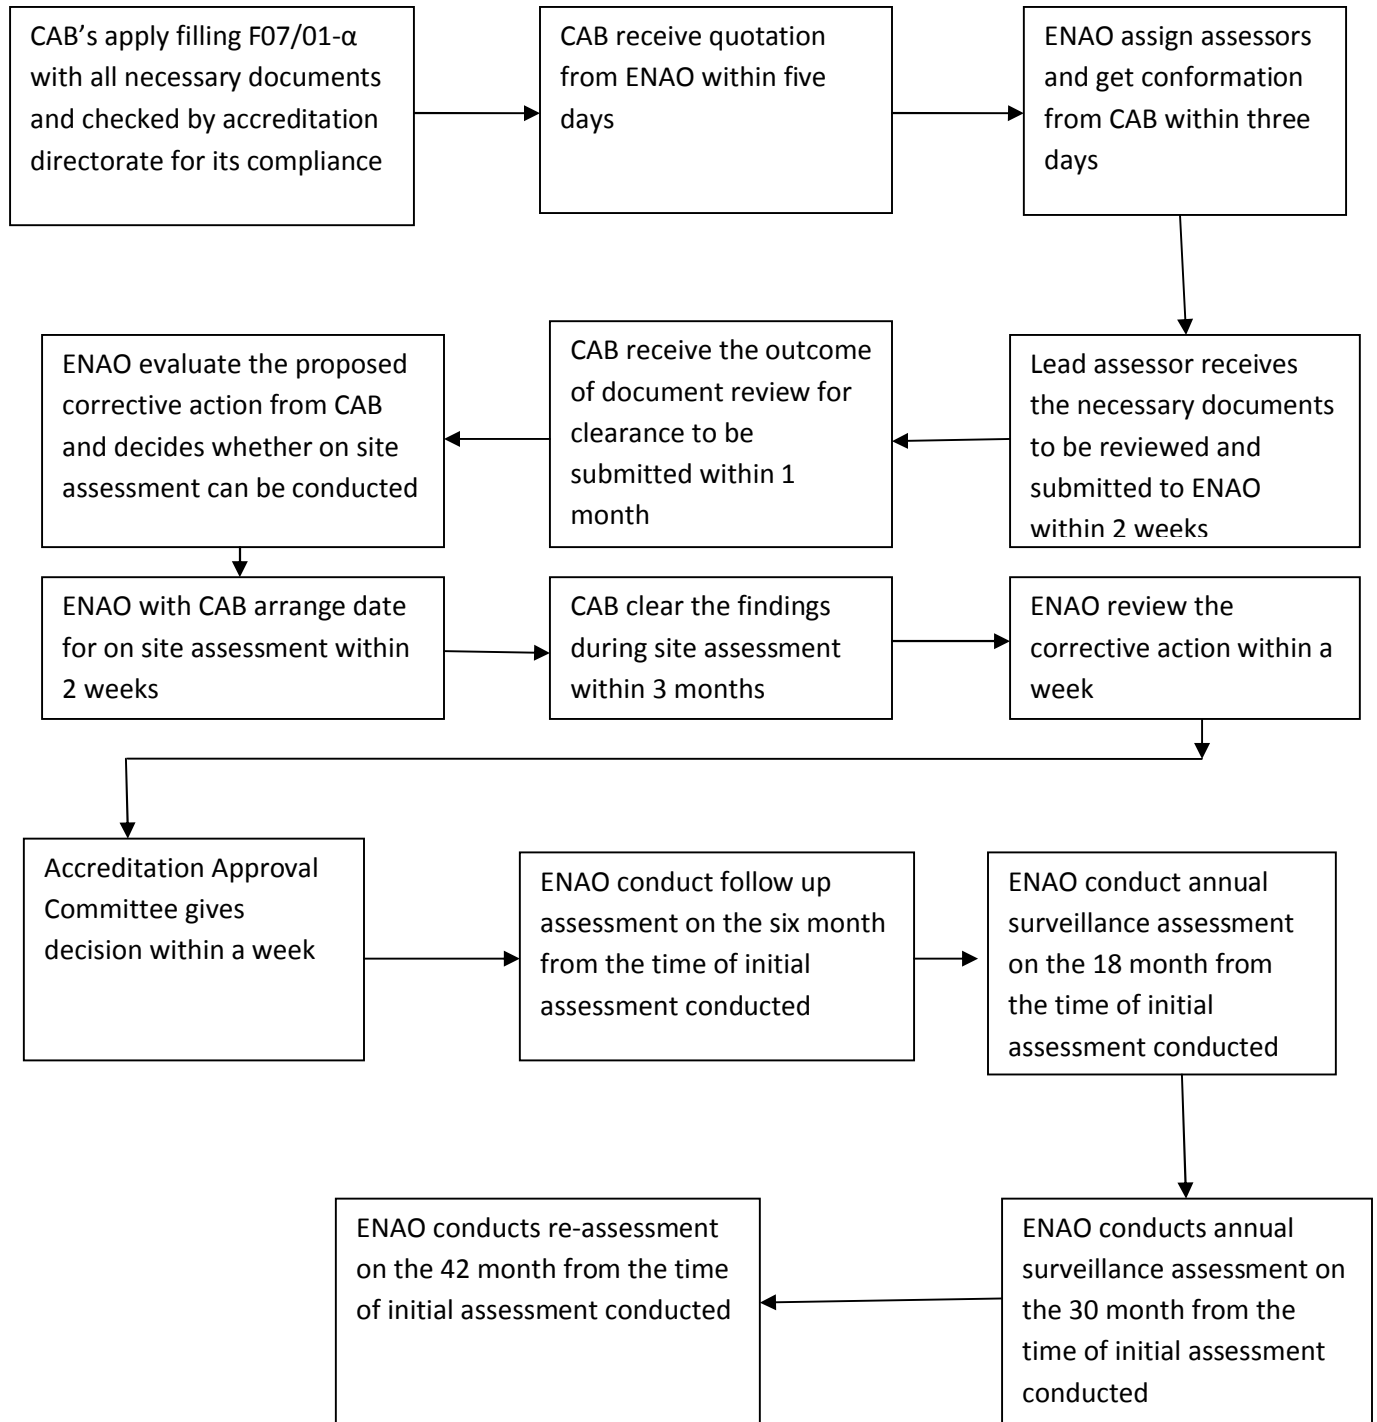 CAB’s apply filling F07/01-α
with all necessary documents
and checked by accreditation
directorate for its compliance
CAB receive quotation
from ENAO within five
days
ENAO assign assessors
and get conformation
from CAB within three
days
Lead assessor receives
the necessary documents
to be reviewed and
submitted to ENAO
within 2 weeks
CAB receive the outcome
of document review for
clearance to be
submitted within 1
month
ENAO evaluate the proposed
corrective action from CAB
and decides whether on site
assessment can be conducted
ENAO with CAB arrange date
for on site assessment within
2 weeks
CAB clear the findings
during site assessment
within 3 months
ENAO review the
corrective action within a
week
Accreditation Approval
Committee gives
decision within a week
ENAO conduct follow up
assessment on the six month
from the time of initial
assessment conducted
ENAO conduct annual
surveillance assessment
on the 18 month from
the time of initial
assessment conducted
ENAO conducts annual
surveillance assessment on
the 30 month from the
time of initial assessment
conducted
ENAO conducts re-assessment
on the 42 month from the time
of initial assessment conducted